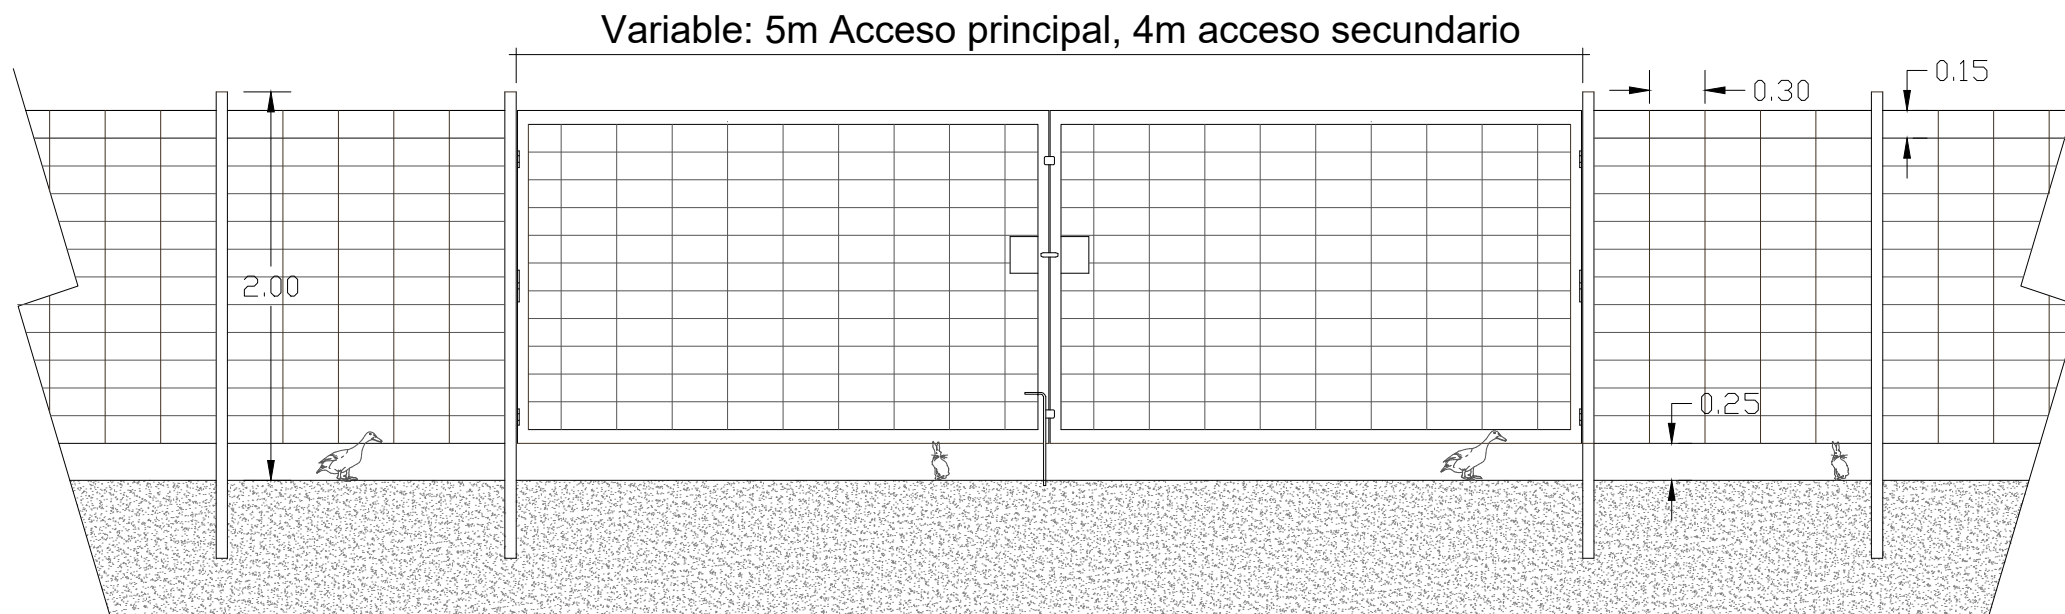 Variable: 5m Acceso principal, 4m acceso secundario
0.15
0.30
2.00
0.25